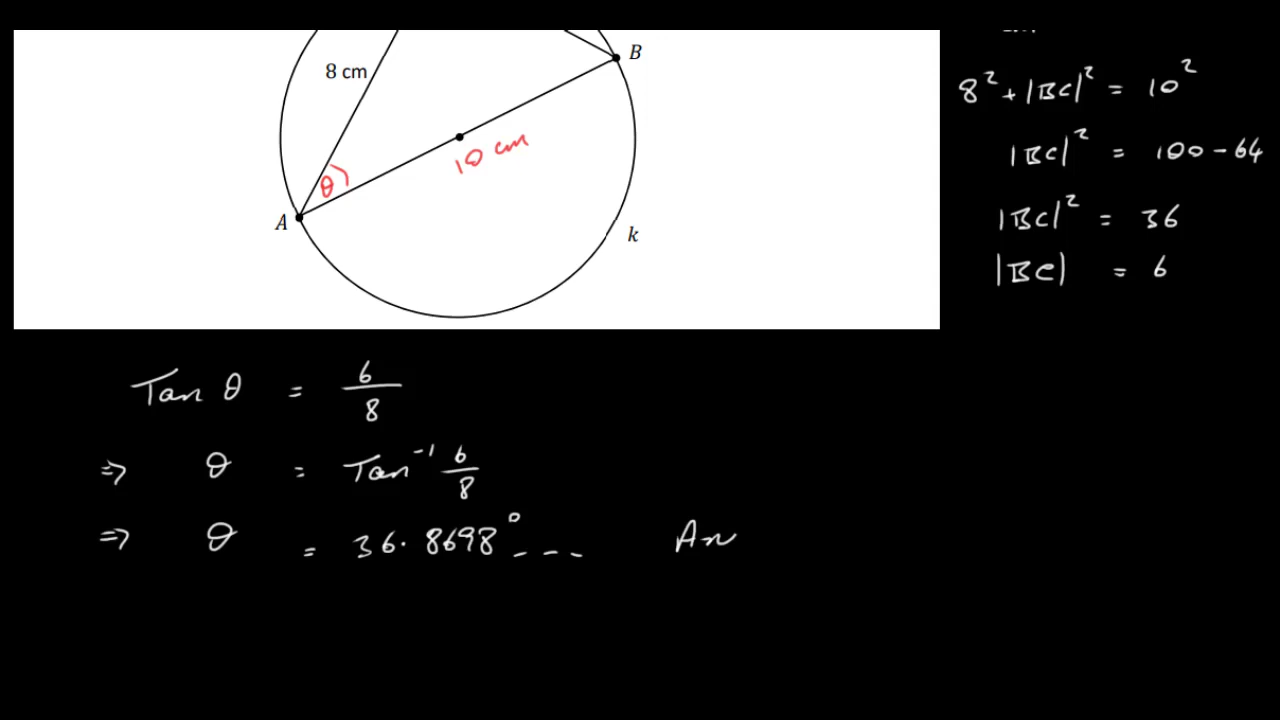 B
8 cm
10 cm
θ
A
k
8² + |BC|² = 10²
|BC|² = 100 - 64
|BC|² = 36
|BC| = 6
Tan θ = 6/8
⇒ θ = Tan⁻¹ 6/8
⇒ θ = 36.8698° ---
An